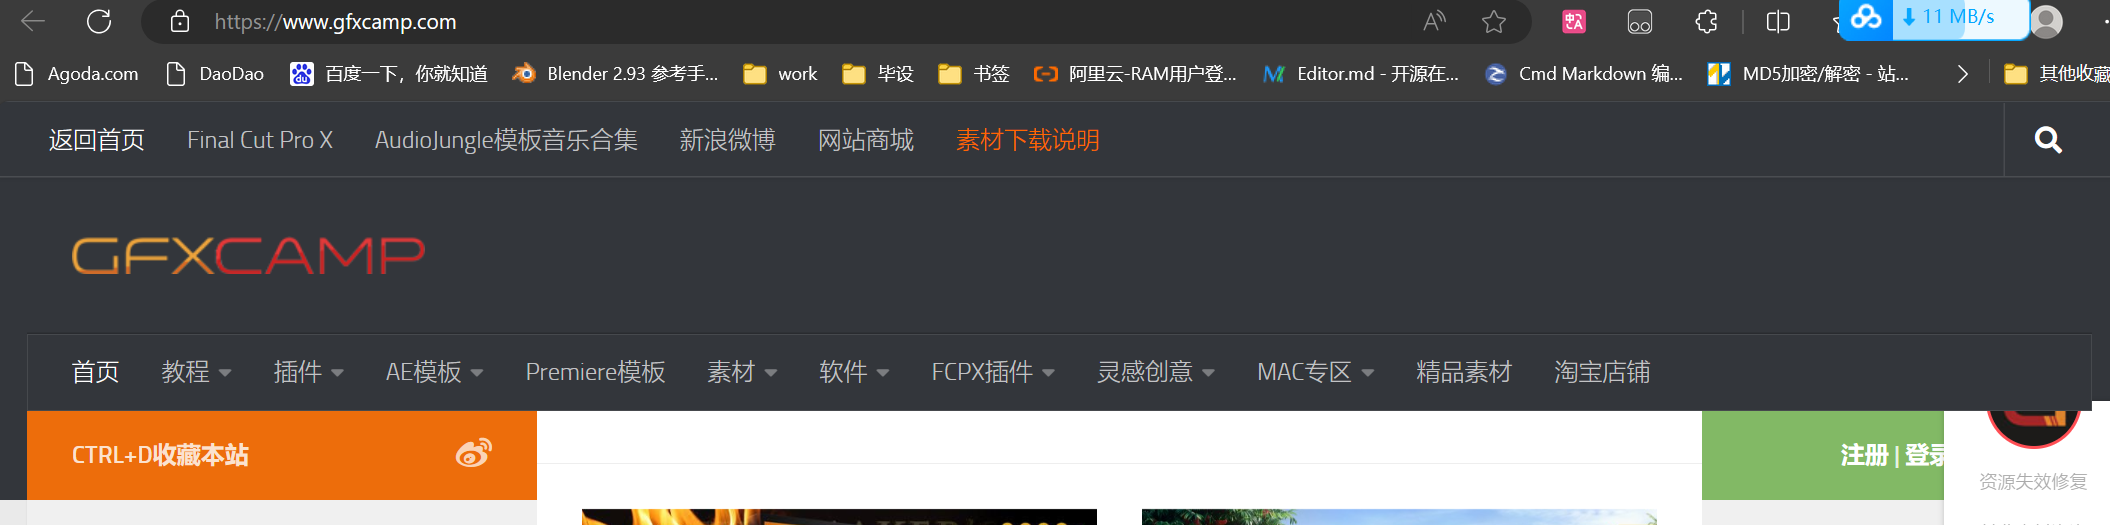 https://www.gfxcamp.com 11 MB/s
Agoda.com DaoDao 百度一下，你就知道 Blender 2.93 参考手... work 毕设 书签 阿里云-RAM用户登... Editor.md - 开源在... Cmd Markdown 编... MD5加密/解密 - 站... 其他收藏
返回首页 Final Cut Pro X AudioJungle模板音乐合集 新浪微博 网站商城 素材下载说明
GFXCAMP
首页 教程 插件 AE模板 Premiere模板 素材 软件 FCPX插件 灵感创意 MAC专区 精品素材 淘宝店铺
CTRL+D收藏本站 注册 | 登录
资源失效修复